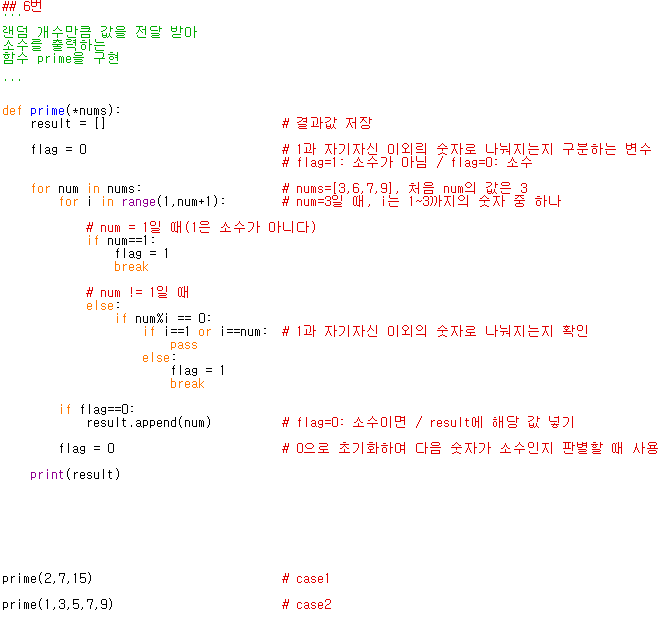 ## 6번
'''
랜덤 개수만큼 값을 전달 받아
소수를 출력하는
함수 prime을 구현
'''
def prime(*nums):
    result = []                         # 결과값 저장
    flag = 0                            # 1과 자기자신 이외릐 숫자로 나눠지는지 구분하는 변수
                                        # flag=1: 소수가 아님 / flag=0: 소수
    for num in nums:                    # nums=[3,6,7,9], 처음 num의 값은 3
        for i in range(1,num+1):        # num=3일 때, i는 1~3까지의 숫자 중 하나
            # num = 1일 때(1은 소수가 아니다)
            if num==1:
                flag = 1
                break
            # num != 1일 때
            else:
                if num%i == 0:
                    if i==1 or i==num:  # 1과 자기자신 이외의 숫자로 나눠지는지 확인
                        pass
                    else:
                        flag = 1
                        break
        if flag==0:
            result.append(num)          # flag=0: 소수이면 / result에 해당 값 넣기
        flag = 0                        # 0으로 초기화하여 다음 숫자가 소수인지 판별할 때 사용
    print(result)
prime(2,7,15)                           # case1
prime(1,3,5,7,9)                        # case2